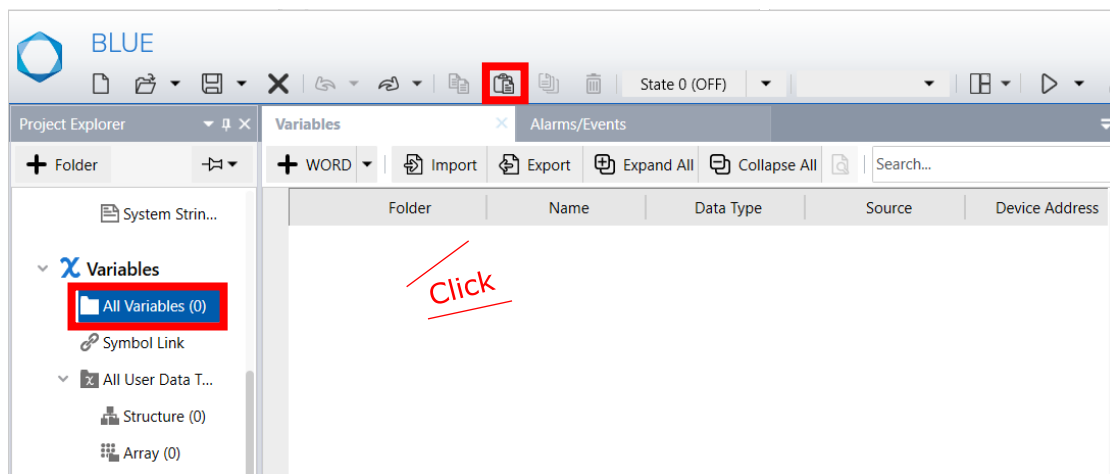 BLUE
State 0 (OFF)
Project Explorer
Variables
Alarms/Events
Folder
WORD
Import
Export
Expand All
Collapse All
Search...
System Strin...
Folder
Name
Data Type
Source
Device Address
Variables
All Variables (0)
Click
Symbol Link
All User Data T...
Structure (0)
Array (0)